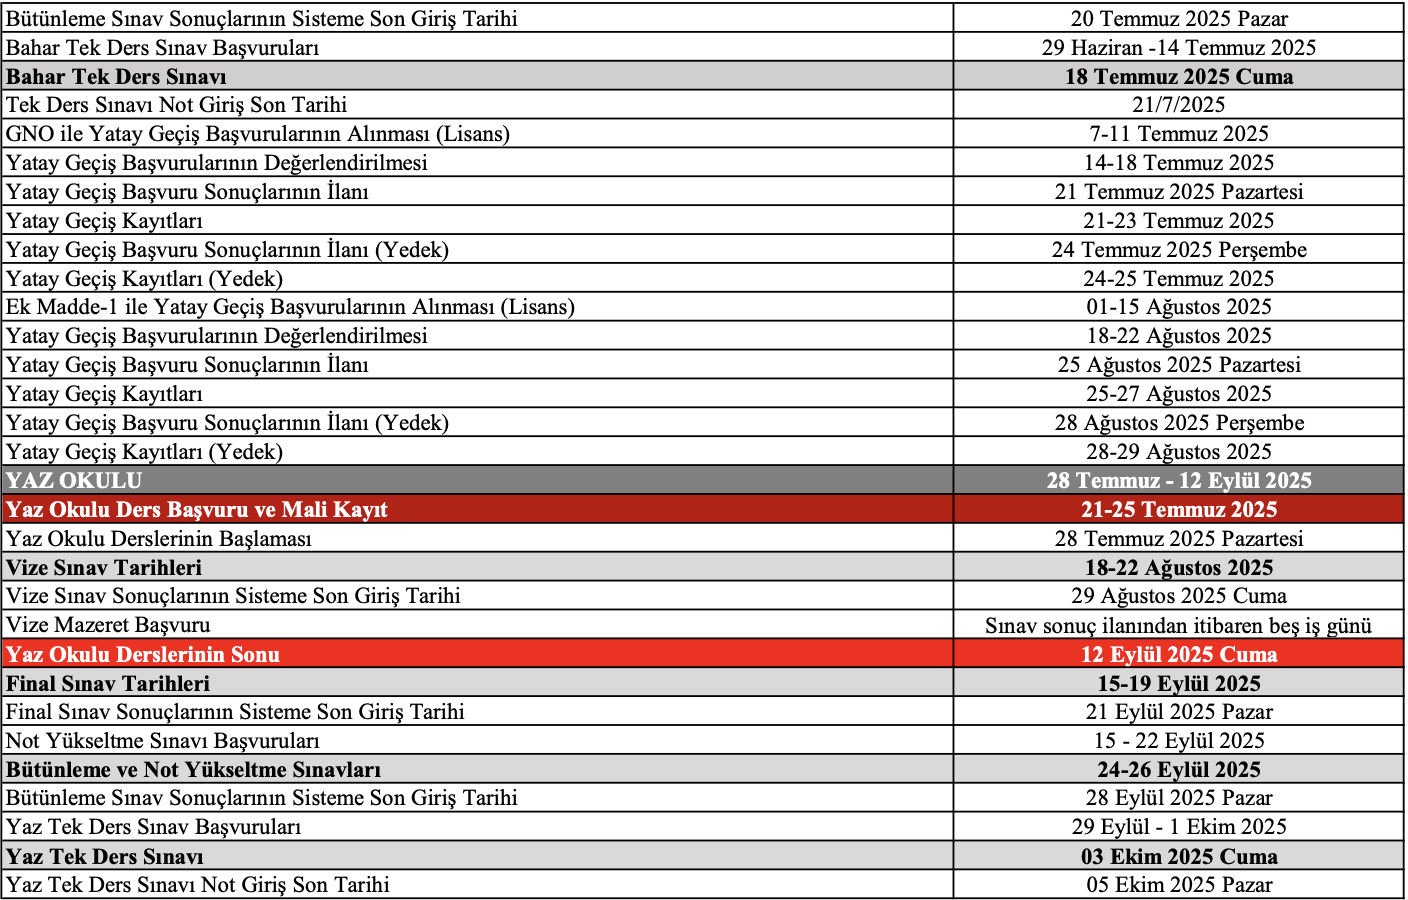 Bütünleme Sınav Sonuçlarının Sisteme Son Giriş Tarihi 20 Temmuz 2025 Pazar
Bahar Tek Ders Sınav Başvuruları 29 Haziran -14 Temmuz 2025
Bahar Tek Ders Sınavı 18 Temmuz 2025 Cuma
Tek Ders Sınavı Not Giriş Son Tarihi 21/7/2025
GNO ile Yatay Geçiş Başvurularının Alınması (Lisans) 7-11 Temmuz 2025
Yatay Geçiş Başvurularının Değerlendirilmesi 14-18 Temmuz 2025
Yatay Geçiş Başvuru Sonuçlarının İlanı 21 Temmuz 2025 Pazartesi
Yatay Geçiş Kayıtları 21-23 Temmuz 2025
Yatay Geçiş Başvuru Sonuçlarının İlanı (Yedek) 24 Temmuz 2025 Perşembe
Yatay Geçiş Kayıtları (Yedek) 24-25 Temmuz 2025
Ek Madde-1 ile Yatay Geçiş Başvurularının Alınması (Lisans) 01-15 Ağustos 2025
Yatay Geçiş Başvurularının Değerlendirilmesi 18-22 Ağustos 2025
Yatay Geçiş Başvuru Sonuçlarının İlanı 25 Ağustos 2025 Pazartesi
Yatay Geçiş Kayıtları 25-27 Ağustos 2025
Yatay Geçiş Başvuru Sonuçlarının İlanı (Yedek) 28 Ağustos 2025 Perşembe
Yatay Geçiş Kayıtları (Yedek) 28-29 Ağustos 2025
YAZ OKULU 28 Temmuz - 12 Eylül 2025
Yaz Okulu Ders Başvuru ve Mali Kayıt 21-25 Temmuz 2025
Yaz Okulu Derslerinin Başlaması 28 Temmuz 2025 Pazartesi
Vize Sınav Tarihleri 18-22 Ağustos 2025
Vize Sınav Sonuçlarının Sisteme Son Giriş Tarihi 29 Ağustos 2025 Cuma
Vize Mazeret Başvuru Sınav sonuç ilanından itibaren beş iş günü
Yaz Okulu Derslerinin Sonu 12 Eylül 2025 Cuma
Final Sınav Tarihleri 15-19 Eylül 2025
Final Sınav Sonuçlarının Sisteme Son Giriş Tarihi 21 Eylül 2025 Pazar
Not Yükseltme Sınavı Başvuruları 15 - 22 Eylül 2025
Bütünleme ve Not Yükseltme Sınavları 24-26 Eylül 2025
Bütünleme Sınav Sonuçlarının Sisteme Son Giriş Tarihi 28 Eylül 2025 Pazar
Yaz Tek Ders Sınav Başvuruları 29 Eylül - 1 Ekim 2025
Yaz Tek Ders Sınavı 03 Ekim 2025 Cuma
Yaz Tek Ders Sınavı Not Giriş Son Tarihi 05 Ekim 2025 Pazar